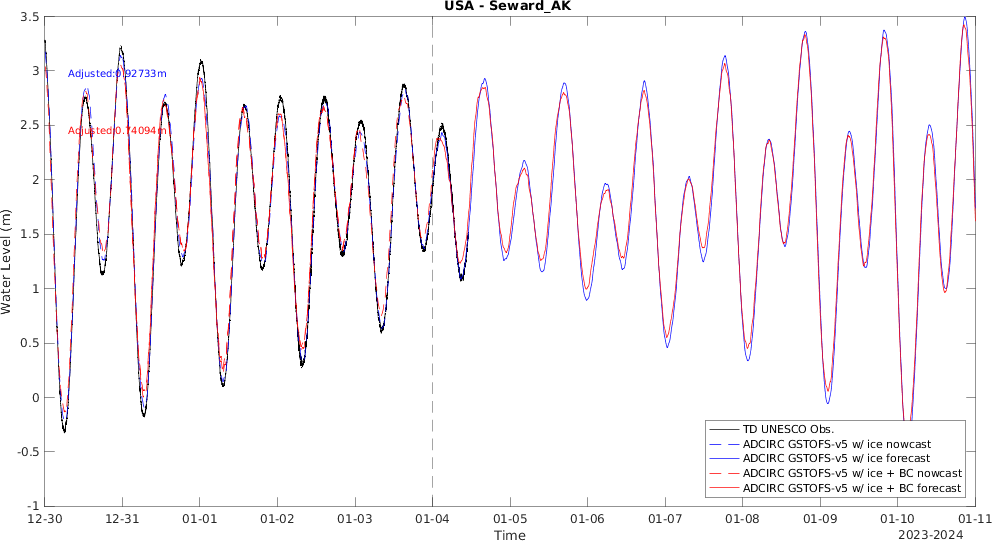 USA - Seward_AK
3.5
3
2.5
2
1.5
1
0.5
0
-0.5
-1
Water Level (m)
Adjusted:0.92733m
Adjusted:0.74094m
TD UNESCO Obs.
ADCIRC GSTOFS-v5 w/ ice nowcast
ADCIRC GSTOFS-v5 w/ ice forecast
ADCIRC GSTOFS-v5 w/ ice + BC nowcast
ADCIRC GSTOFS-v5 w/ ice + BC forecast
12-30 12-31 01-01 01-02 01-03 01-04 01-05 01-06 01-07 01-08 01-09 01-10 01-11
Time
2023-2024